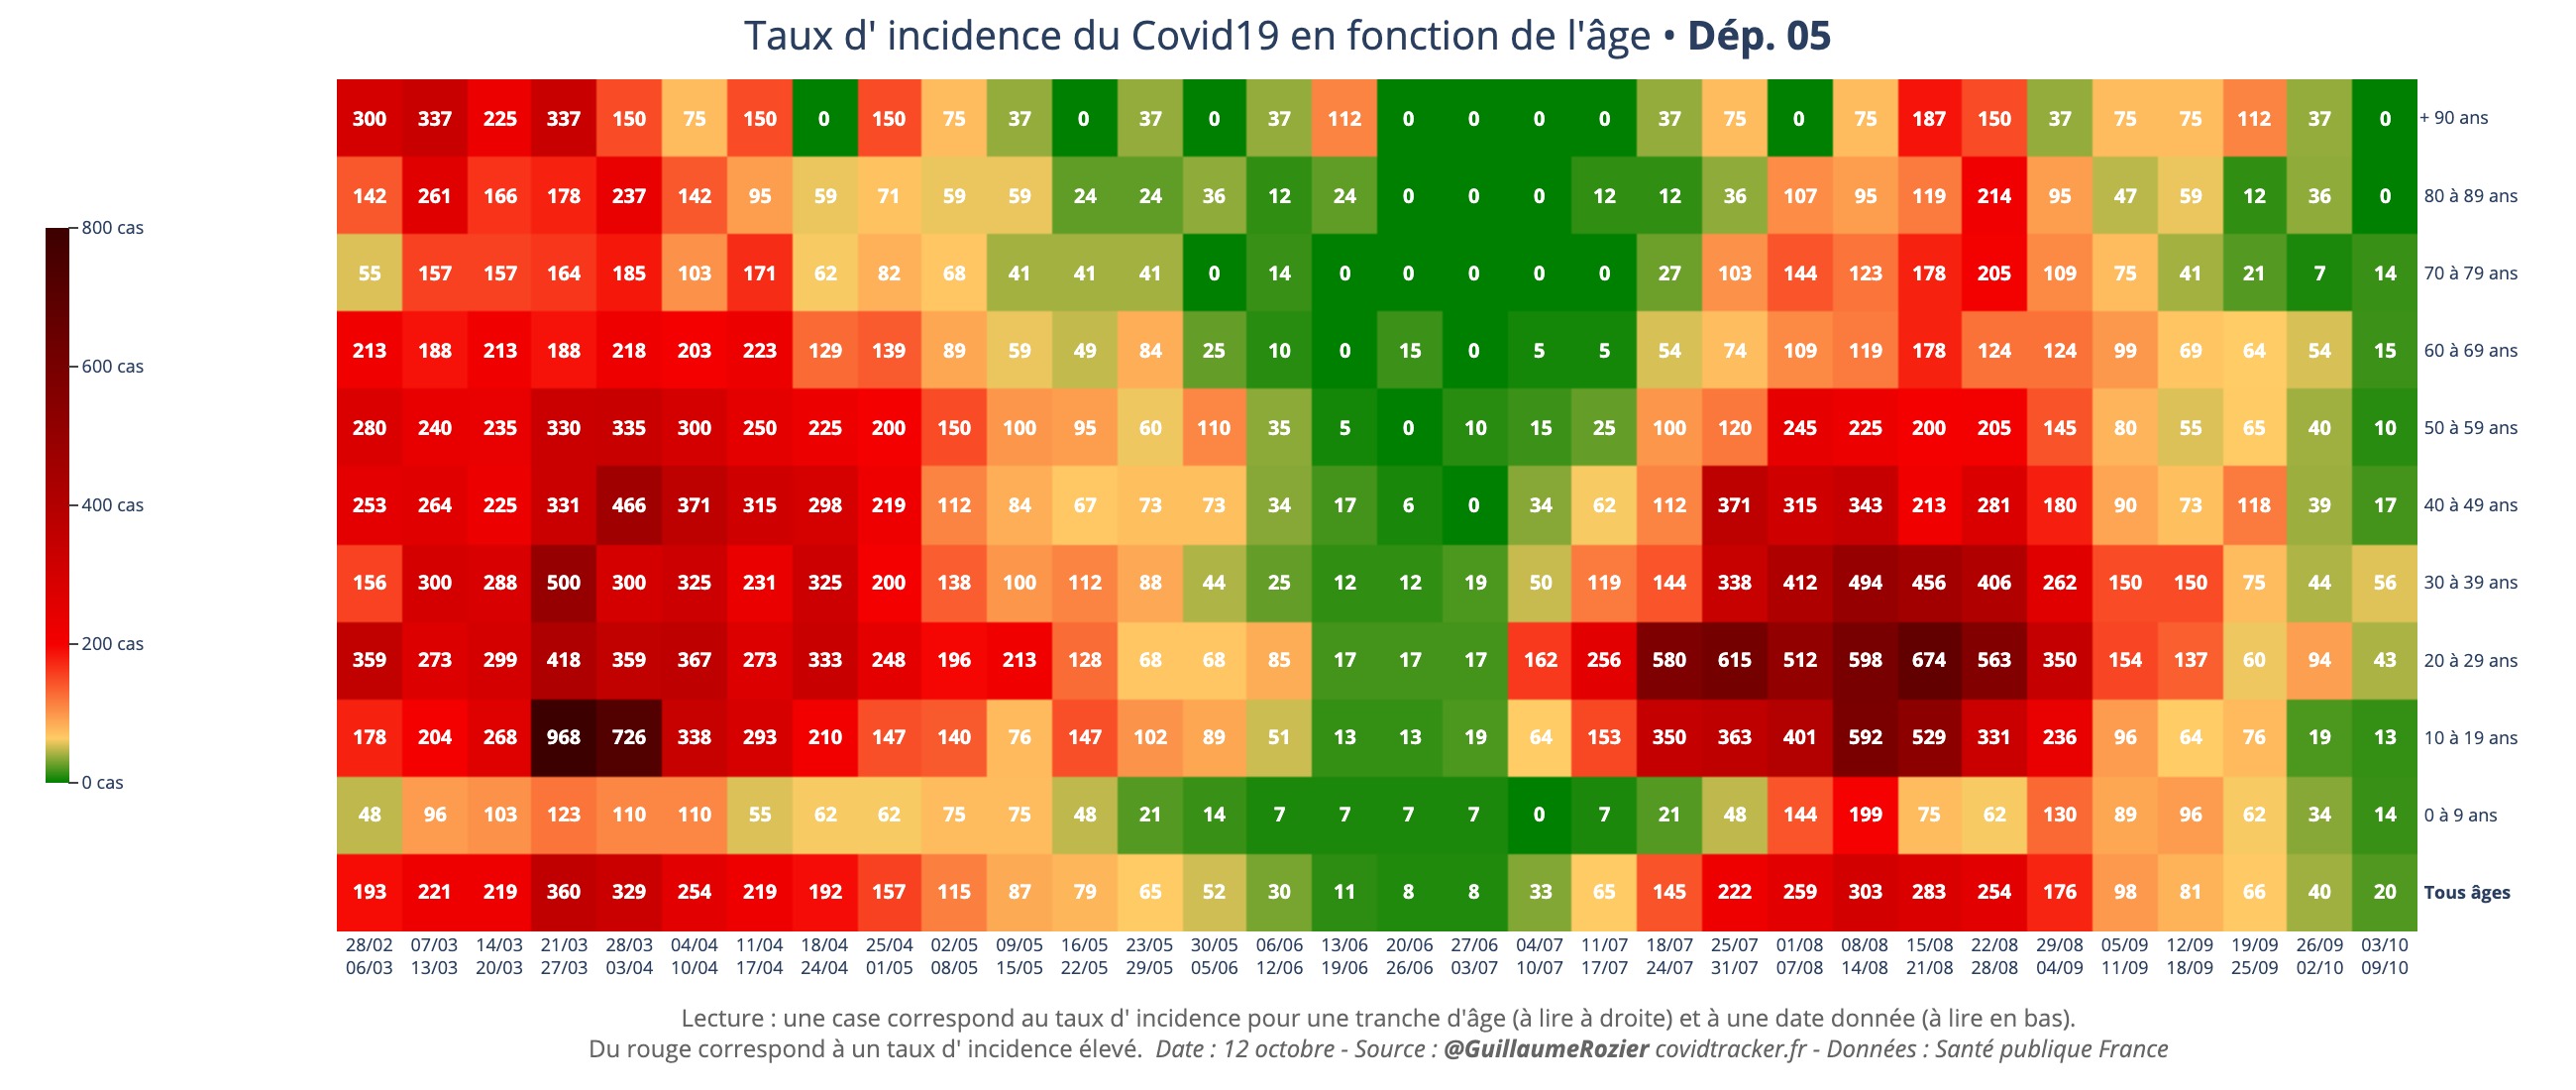 Taux d' incidence du Covid19 en fonction de l'âge • Dép. 05
300 337 225 337 150 75 150 0 150 75 37 0 37 0 37 112 0 0 0 0 37 75 0 75 187 150 37 75 75 112 37 0 + 90 ans
142 261 166 178 237 142 95 59 71 59 59 24 24 36 12 24 0 0 0 12 12 36 107 95 119 214 95 47 59 12 36 0 80 à 89 ans
800 cas
55 157 157 164 185 103 171 62 82 68 41 41 41 0 14 0 0 0 0 0 27 103 144 123 178 205 109 75 41 21 7 14 70 à 79 ans
213 188 213 188 218 203 223 129 139 89 59 49 84 25 10 0 15 0 5 5 54 74 109 119 178 124 124 99 69 64 54 15 60 à 69 ans
600 cas
280 240 235 330 335 300 250 225 200 150 100 95 60 110 35 5 0 10 15 25 100 120 245 225 200 205 145 80 55 65 40 10 50 à 59 ans
400 cas
253 264 225 331 466 371 315 298 219 112 84 67 73 73 34 17 6 0 34 62 112 371 315 343 213 281 180 90 73 118 39 17 40 à 49 ans
156 300 288 500 300 325 231 325 200 138 100 112 88 44 25 12 12 19 50 119 144 338 412 494 456 406 262 150 150 75 44 56 30 à 39 ans
200 cas
359 273 299 418 359 367 273 333 248 196 213 128 68 68 85 17 17 17 162 256 580 615 512 598 674 563 350 154 137 60 94 43 20 à 29 ans
178 204 268 968 726 338 293 210 147 140 76 147 102 89 51 13 13 19 64 153 350 363 401 592 529 331 236 96 64 76 19 13 10 à 19 ans
0 cas
48 96 103 123 110 110 55 62 62 75 75 48 21 14 7 7 7 7 0 7 21 48 144 199 75 62 130 89 96 62 34 14 0 à 9 ans
193 221 219 360 329 254 219 192 157 115 87 79 65 52 30 11 8 8 33 65 145 222 259 303 283 254 176 98 81 66 40 20 Tous âges
28/02 07/03 14/03 21/03 28/03 04/04 11/04 18/04 25/04 02/05 09/05 16/05 23/05 30/05 06/06 13/06 20/06 27/06 04/07 11/07 18/07 25/07 01/08 08/08 15/08 22/08 29/08 05/09 12/09 19/09 26/09 03/10
06/03 13/03 20/03 27/03 03/04 10/04 17/04 24/04 01/05 08/05 15/05 22/05 29/05 05/06 12/06 19/06 26/06 03/07 10/07 17/07 24/07 31/07 07/08 14/08 21/08 28/08 04/09 11/09 18/09 25/09 02/10 09/10
Lecture : une case correspond au taux d' incidence pour une tranche d'âge (à lire à droite) et à une date donnée (à lire en bas).
Du rouge correspond à un taux d' incidence élevé. Date : 12 octobre - Source : @GuillaumeRozier covidtracker.fr - Données : Santé publique France